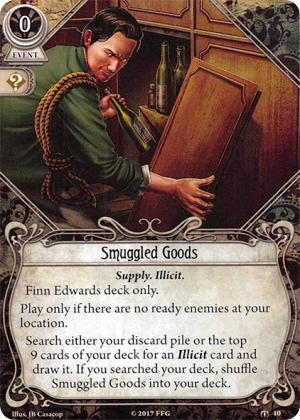 0
EVENT
Smuggled Goods
Supply. Illicit.
Finn Edwards deck only.
Play only if there are no ready enemies at your
location.
Search either your discard pile or the top
9 cards of your deck for an Illicit card and
draw it. If you searched your deck, shuffle
Smuggled Goods into your deck.
Illus. JB Casacop
© 2017 FFG
10